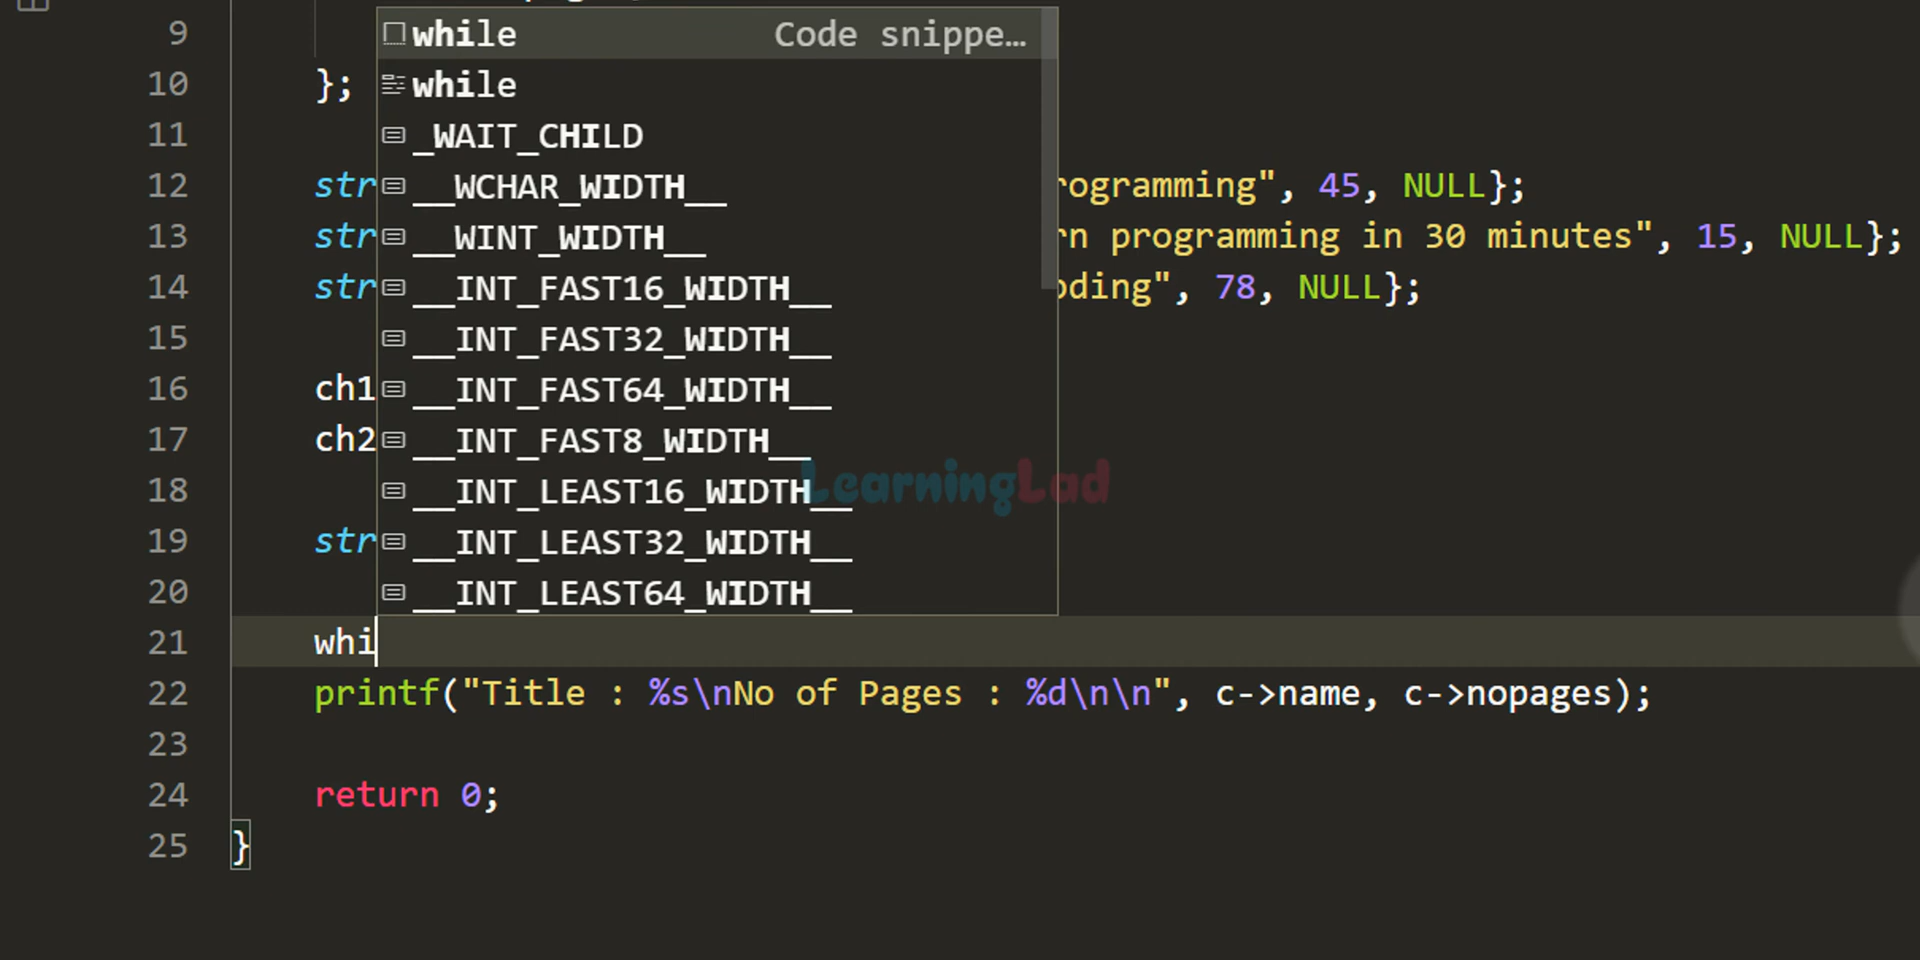 9 while Code snippe…
10 }; while
11 _WAIT_CHILD
12 str __WCHAR_WIDTH__ rogramming", 45, NULL};
13 str __WINT_WIDTH__ rn programming in 30 minutes", 15, NULL};
14 str __INT_FAST16_WIDTH__ oding", 78, NULL};
15 __INT_FAST32_WIDTH__
16 ch1 __INT_FAST64_WIDTH__
17 ch2 __INT_FAST8_WIDTH__
LearningLad
18 __INT_LEAST16_WIDTH__
19 str __INT_LEAST32_WIDTH__
20 __INT_LEAST64_WIDTH__
21 whi
22 printf("Title : %s\nNo of Pages : %d\n\n", c->name, c->nopages);
23
24 return 0;
25 }